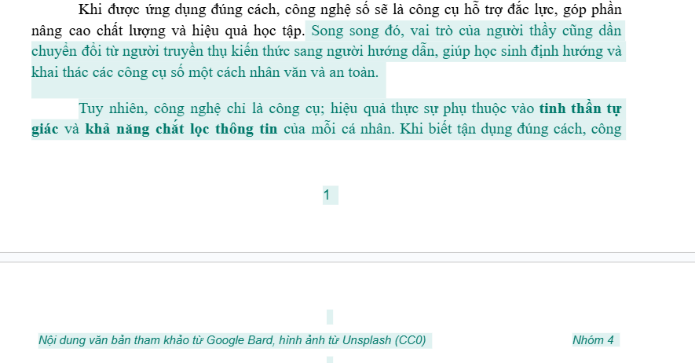 Khi được ứng dụng đúng cách, công nghệ số sẽ là công cụ hỗ trợ đắc lực, góp phần
nâng cao chất lượng và hiệu quả học tập. Song song đó, vai trò của người thầy cũng dần
chuyển đổi từ người truyền thụ kiến thức sang người hướng dẫn, giúp học sinh định hướng và
khai thác các công cụ số một cách nhân văn và an toàn.
Tuy nhiên, công nghệ chỉ là công cụ; hiệu quả thực sự phụ thuộc vào tinh thần tự
giác và khả năng chắt lọc thông tin của mỗi cá nhân. Khi biết tận dụng đúng cách, công
1
Nội dung văn bản tham khảo từ Google Bard, hình ảnh từ Unsplash (CC0) Nhóm 4